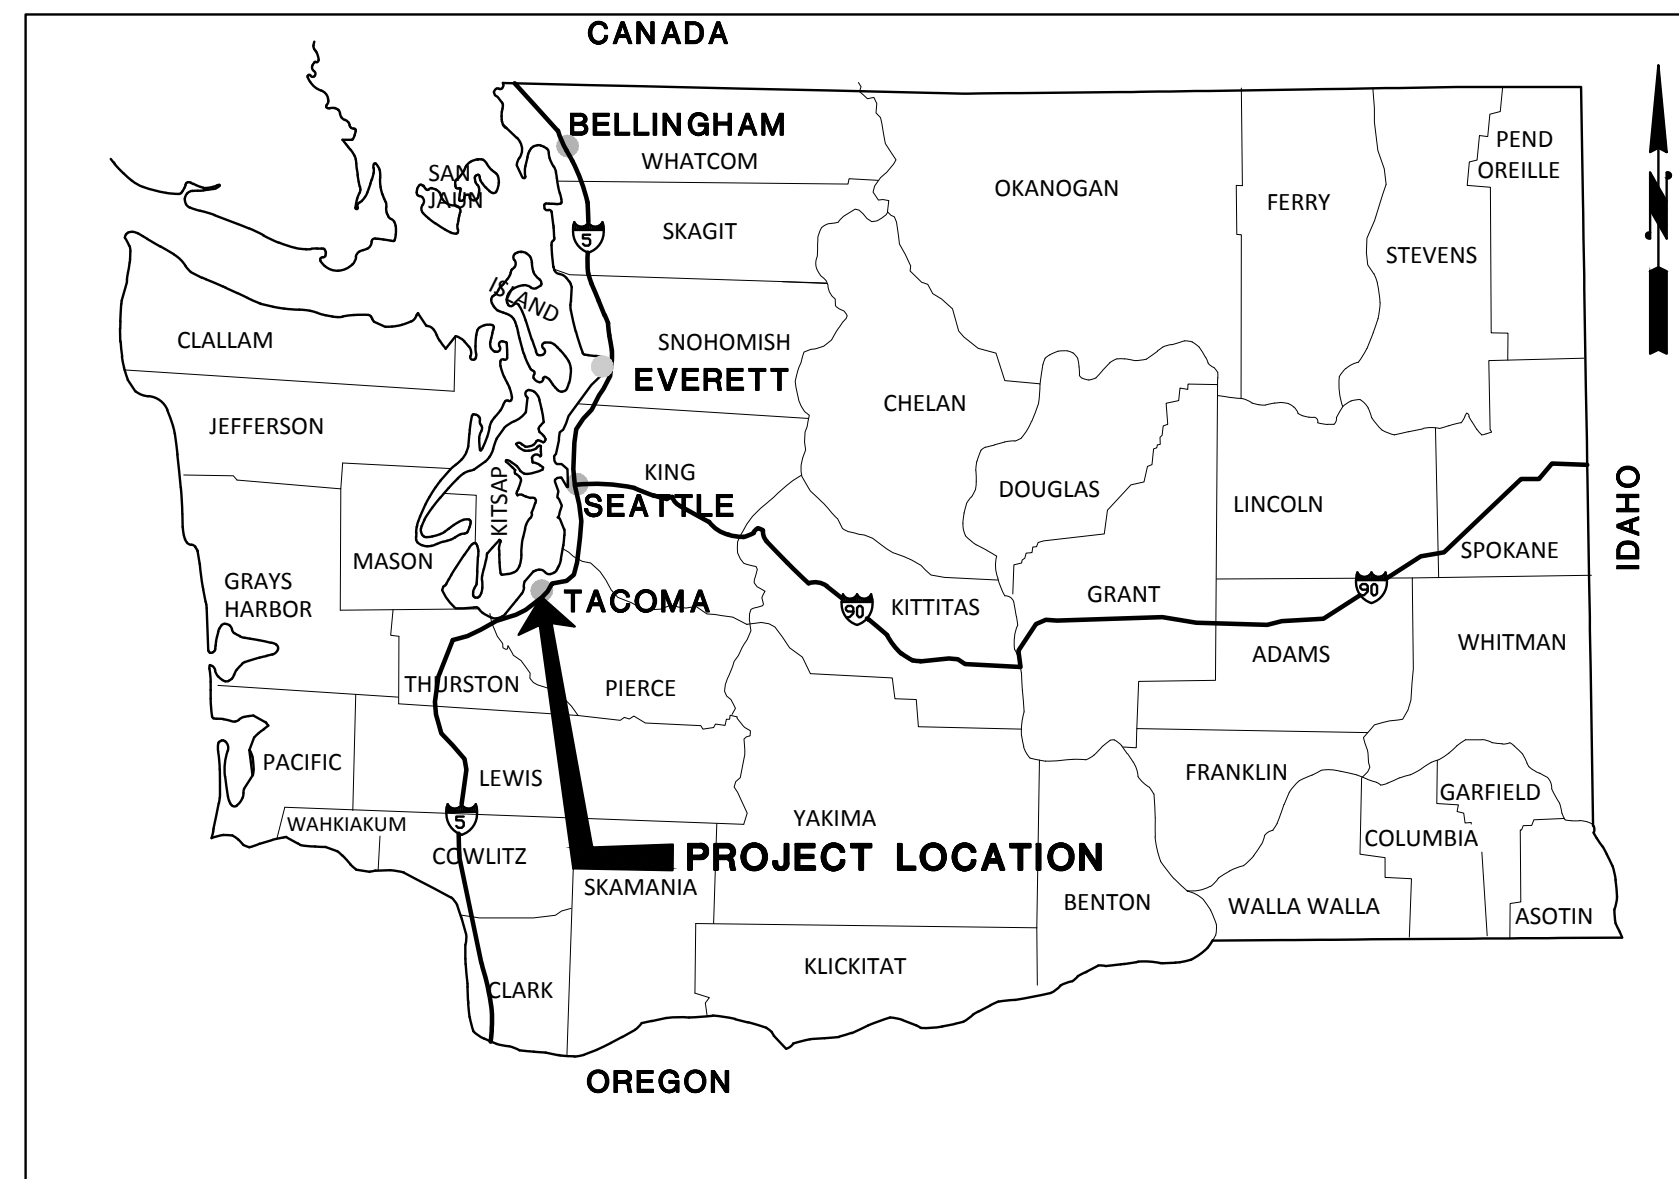 CANADA
BELLINGHAM
WHATCOM
PEND
OREILLE
SAN
JAUN
OKANOGAN
FERRY
SKAGIT
5
STEVENS
N
ISLAND
CLALLAM
SNOHOMISH
EVERETT
CHELAN
JEFFERSON
KING
KITSAP
SEATTLE
DOUGLAS
LINCOLN
IDAHO
MASON
SPOKANE
GRAYS
HARBOR
TACOMA
90
KITTITAS
GRANT
90
THURSTON
PIERCE
ADAMS
WHITMAN
PACIFIC
LEWIS
FRANKLIN
GARFIELD
WAHKIAKUM
5
YAKIMA
COLUMBIA
COWLITZ
PROJECT LOCATION
SKAMANIA
BENTON
WALLA WALLA
ASOTIN
KLICKITAT
CLARK
OREGON